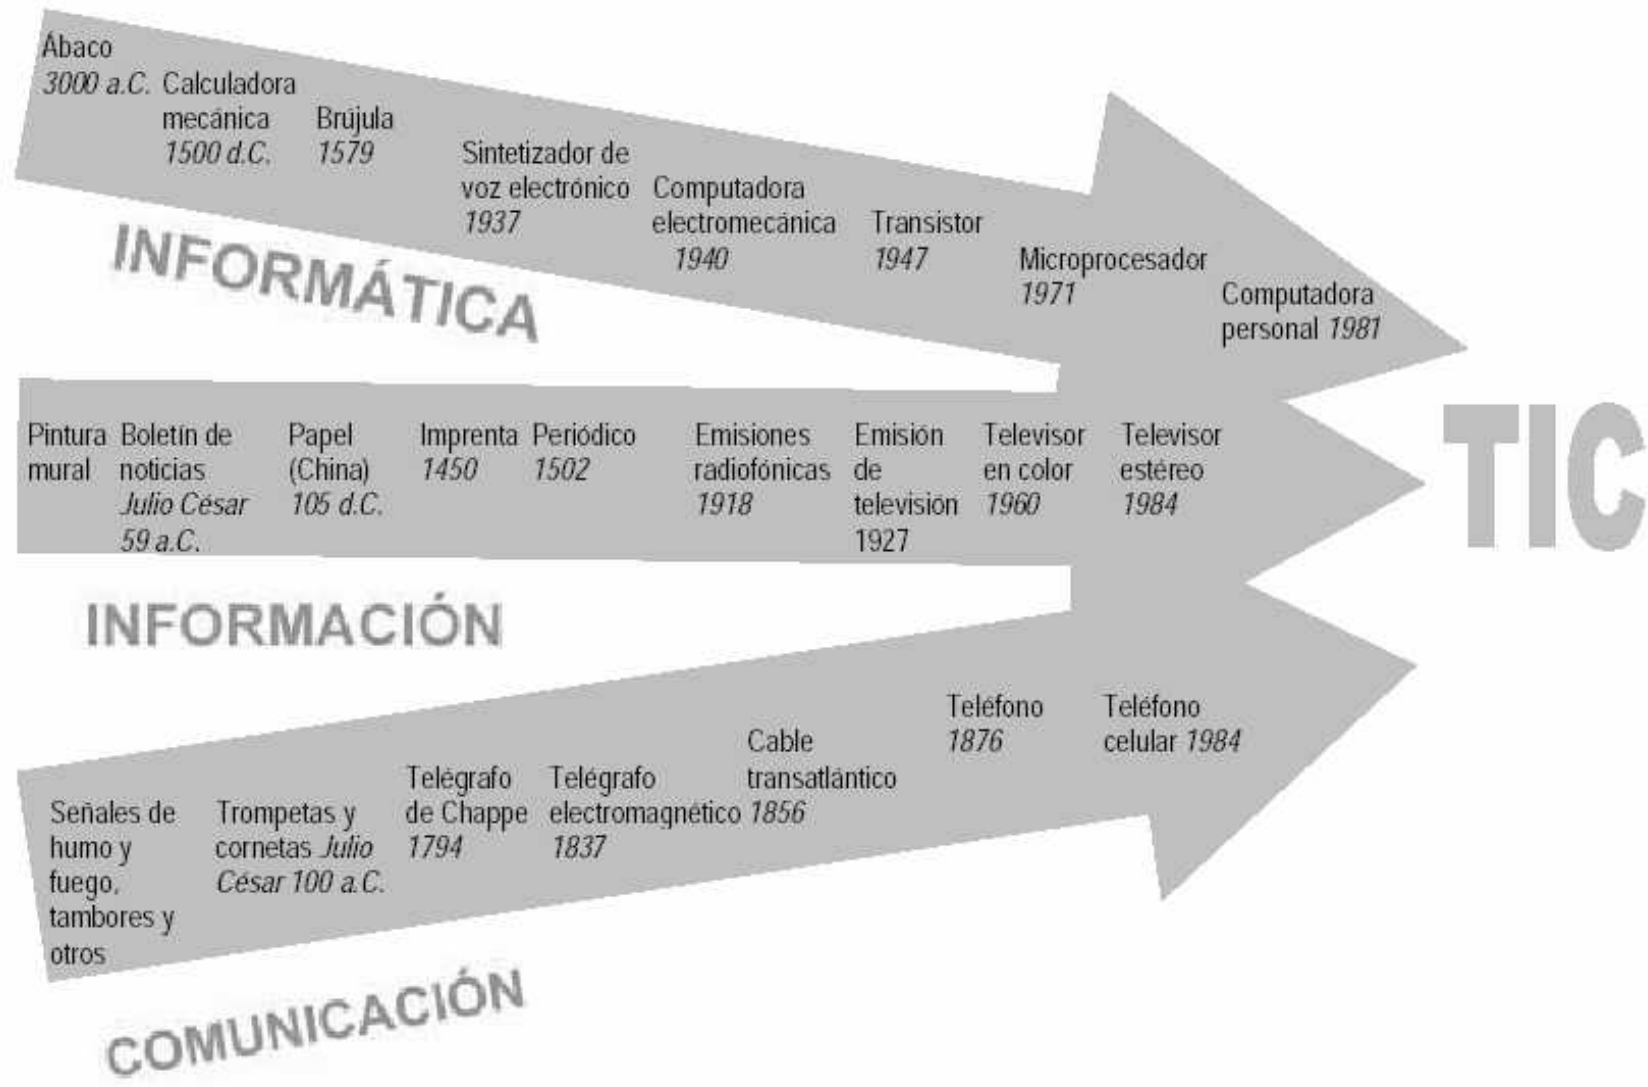 Ábaco
3000 a.C.
Calculadora
mecánica
1500 d.C.
Brújula
1579
Sintetizador de
voz electrónico
1937
Computadora
electromecánica
1940
Transistor
1947
Microprocesador
1971
Computadora
personal 1981
INFORMÁTICA
Pintura
mural
Boletín de
noticias
Julio César
59 a.C.
Papel
(China)
105 d.C.
Imprenta
1450
Periódico
1502
Emisiones
radiofónicas
1918
Emisión
de
televisión
1927
Televisor
en color
1960
Televisor
estéreo
1984
TIC
INFORMACIÓN
Señales de
humo y
fuego,
tambores y
otros
Trompetas y
cornetas Julio
César 100 a.C.
Telégrafo
de Chappe
1794
Telégrafo
electromagnético
1837
Cable
transatlántico
1856
Teléfono
1876
Teléfono
celular 1984
COMUNICACIÓN